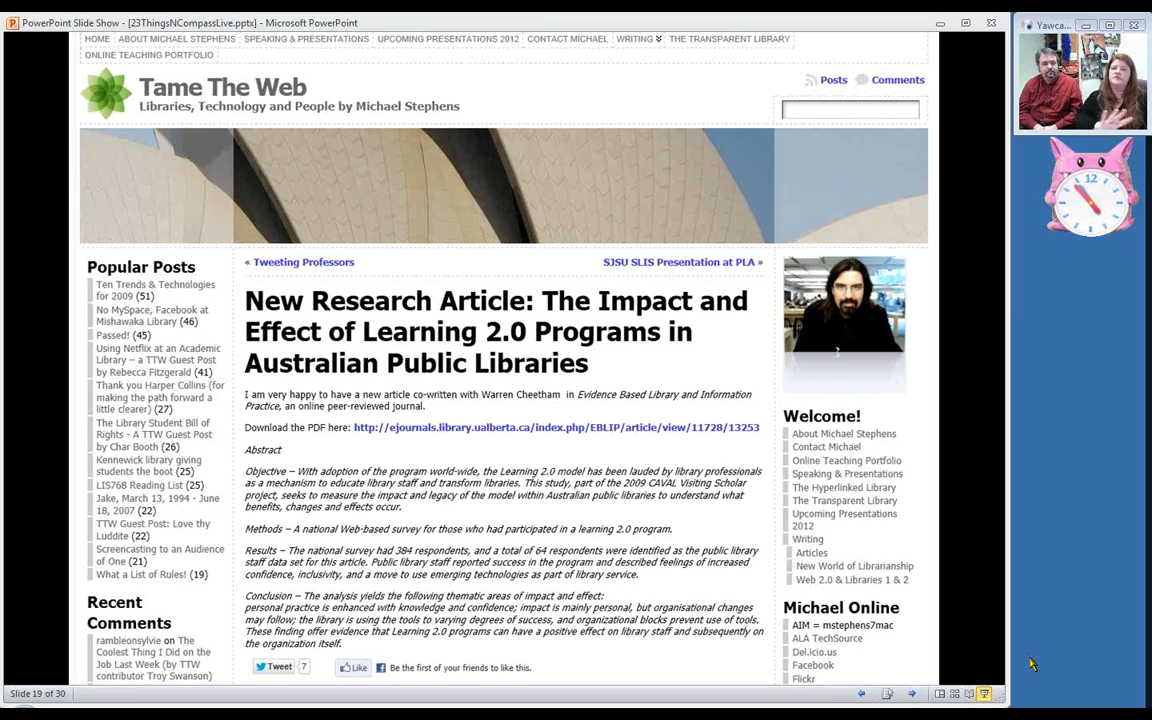 PowerPoint Slide Show - [23ThingsNCompassLive.pptx] - Microsoft PowerPoint
Yawca...
HOME ABOUT MICHAEL STEPHENS SPEAKING & PRESENTATIONS UPCOMING PRESENTATIONS 2012 CONTACT MICHAEL WRITING THE TRANSPARENT LIBRARY
ONLINE TEACHING PORTFOLIO
Tame The Web
Libraries, Technology and People by Michael Stephens
Posts Comments
12
« Tweeting Professors
SJSU SLIS Presentation at PLA »
Popular Posts
Ten Trends & Technologies
for 2009 (51)
No MySpace, Facebook at
Mishawaka Library (46)
Passed! (45)
Using Netflix at an Academic
Library – a TTW Guest Post
by Rebecca Fitzgerald (41)
Thank you Harper Collins (for
making the path forward a
little clearer) (27)
The Library Student Bill of
Rights - A TTW Guest Post
by Char Booth (26)
Kennewick library giving
students the boot (25)
LIS768 Reading List (25)
Jake, March 13, 1994 - June
18, 2007 (22)
TTW Guest Post: Love thy
Luddite (22)
Screencasting to an Audience
of One (21)
What a List of Rules! (19)
Recent
Comments
rambleonsylvie on The
Coolest Thing I Did on the
Job Last Week (by TTW
contributor Troy Swanson)
New Research Article: The Impact and
Effect of Learning 2.0 Programs in
Australian Public Libraries
I am very happy to have a new article co-written with Warren Cheetham in Evidence Based Library and Information
Practice, an online peer-reviewed journal.
Download the PDF here: http://ejournals.library.ualberta.ca/index.php/EBLIP/article/view/11728/13253
Abstract
Objective – With adoption of the program world-wide, the Learning 2.0 model has been lauded by library professionals
as a mechanism to educate library staff and transform libraries. This study, part of the 2009 CAVAL Visiting Scholar
project, seeks to measure the impact and legacy of the model within Australian public libraries to understand what
benefits, changes and effects occur.
Methods – A national Web-based survey for those who had participated in a learning 2.0 program.
Results – The national survey had 384 respondents, and a total of 64 respondents were identified as the public library
staff data set for this article. Public library staff reported success in the program and described feelings of increased
confidence, inclusivity, and a move to use emerging technologies as part of library service.
Conclusion – The analysis yields the following thematic areas of impact and effect:
personal practice is enhanced with knowledge and confidence; impact is mainly personal, but organisational changes
may follow; the library is using the tools to varying degrees of success, and organizational blocks prevent use of tools.
These finding offer evidence that Learning 2.0 programs can have a positive effect on library staff and subsequently on
the organization itself.
Tweet 7 Like Be the first of your friends to like this.
Welcome!
About Michael Stephens
Contact Michael
Online Teaching Portfolio
Speaking & Presentations
The Hyperlinked Library
The Transparent Library
Upcoming Presentations
2012
Writing
Articles
New World of Librarianship
Web 2.0 & Libraries 1 & 2
Michael Online
AIM = mstephens7mac
ALA TechSource
Del.icio.us
Facebook
Flickr
Slide 19 of 30